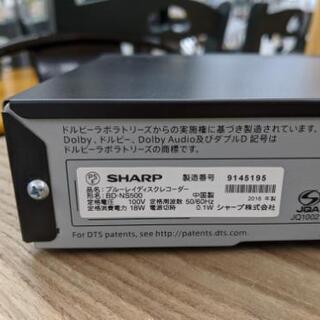 ドルビーラボラトリーズからの実施権に基づき製造されています。
Dolby、ドルビー、Dolby Audio及びダブルD 記号は
ドルビーラボラトリーズの商標です。
PS E SHARP 製造番号 9145195
品名:ブルーレイディスクレコーダー
形名:BD-NS500 中国製
定格電圧 100V 定格周波数 50/60Hz 2016 年製
定格消費電力 18W 電源切時 0.1W シャープ株式会社
JQA
JQ1002
For DTS patents, see http://patents.dts.com.